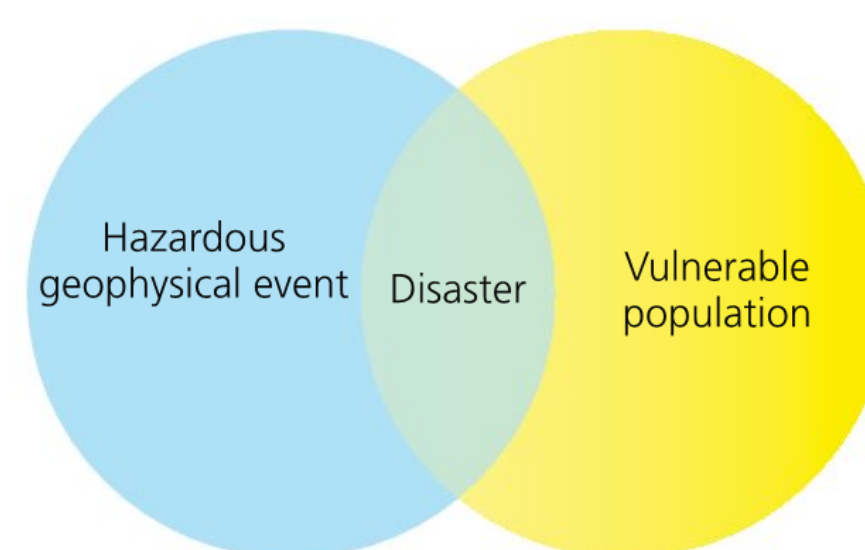 Hazardous
geophysical event
Disaster
Vulnerable
population